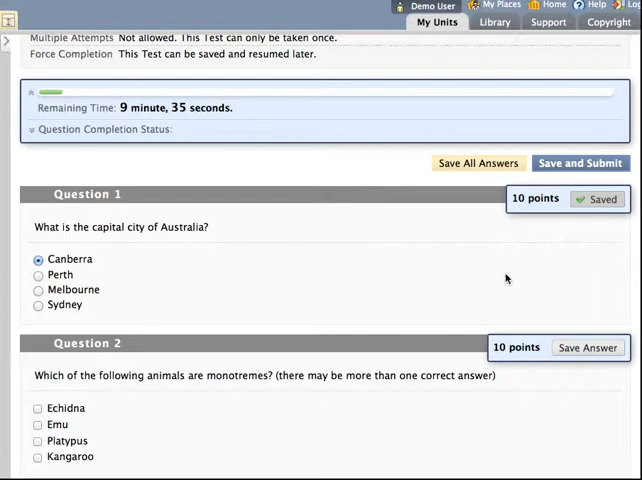 Demo User My Places Home Help
My Units Library Support Copyright
Multiple Attempts Not allowed. This Test can only be taken once.
Force Completion This Test can be saved and resumed later.
Remaining Time: 9 minute, 35 seconds.
Question Completion Status:
Save All Answers Save and Submit
Question 1
10 points Saved
What is the capital city of Australia?
Canberra
Perth
Melbourne
Sydney
Question 2
10 points Save Answer
Which of the following animals are monotremes? (there may be more than one correct answer)
Echidna
Emu
Platypus
Kangaroo